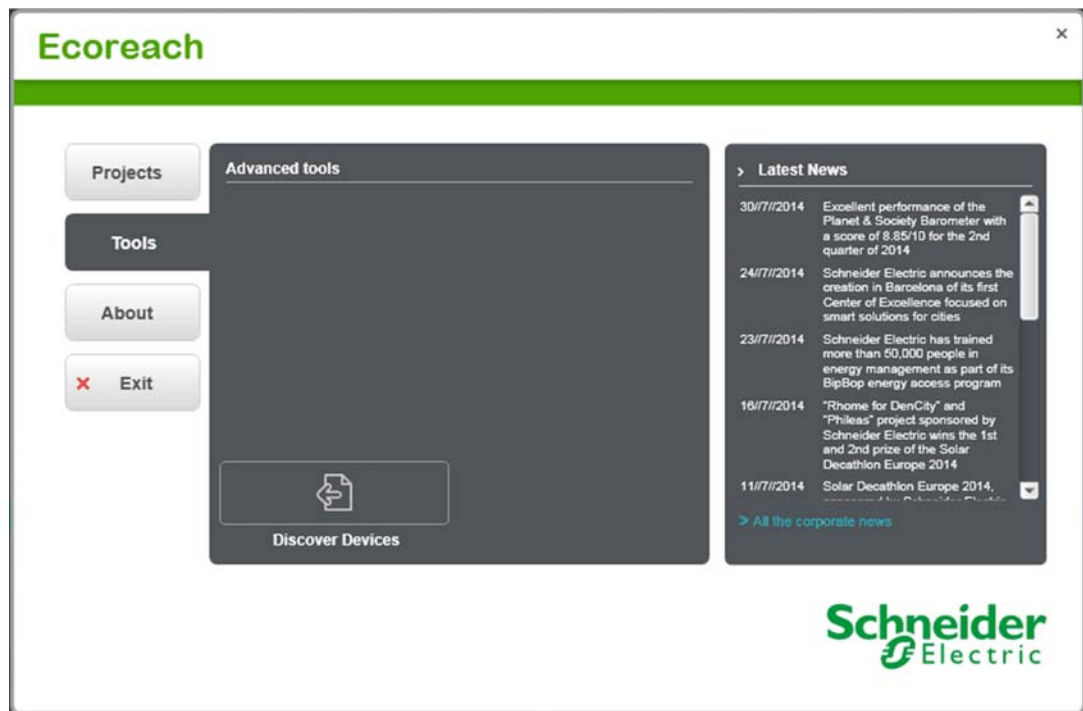 Ecoreach
Projects
Tools
About
Exit
Advanced tools
Discover Devices
Latest News
30//7//2014 Excellent performance of the
Planet & Society Barometer with
a score of 8.85/10 for the 2nd
quarter of 2014
24//7//2014 Schneider Electric announces the
creation in Barcelona of its first
Center of Excellence focused on
smart solutions for cities
23//7//2014 Schneider Electric has trained
more than 50,000 people in
energy management as part of its
BipBop energy access program
16//7//2014 "Rhome for DenCity" and
"Phileas" project sponsored by
Schneider Electric wins the 1st
and 2nd prize of the Solar
Decathlon Europe 2014
11//7//2014 Solar Decathlon Europe 2014,
> All the corporate news
Schneider
Electric